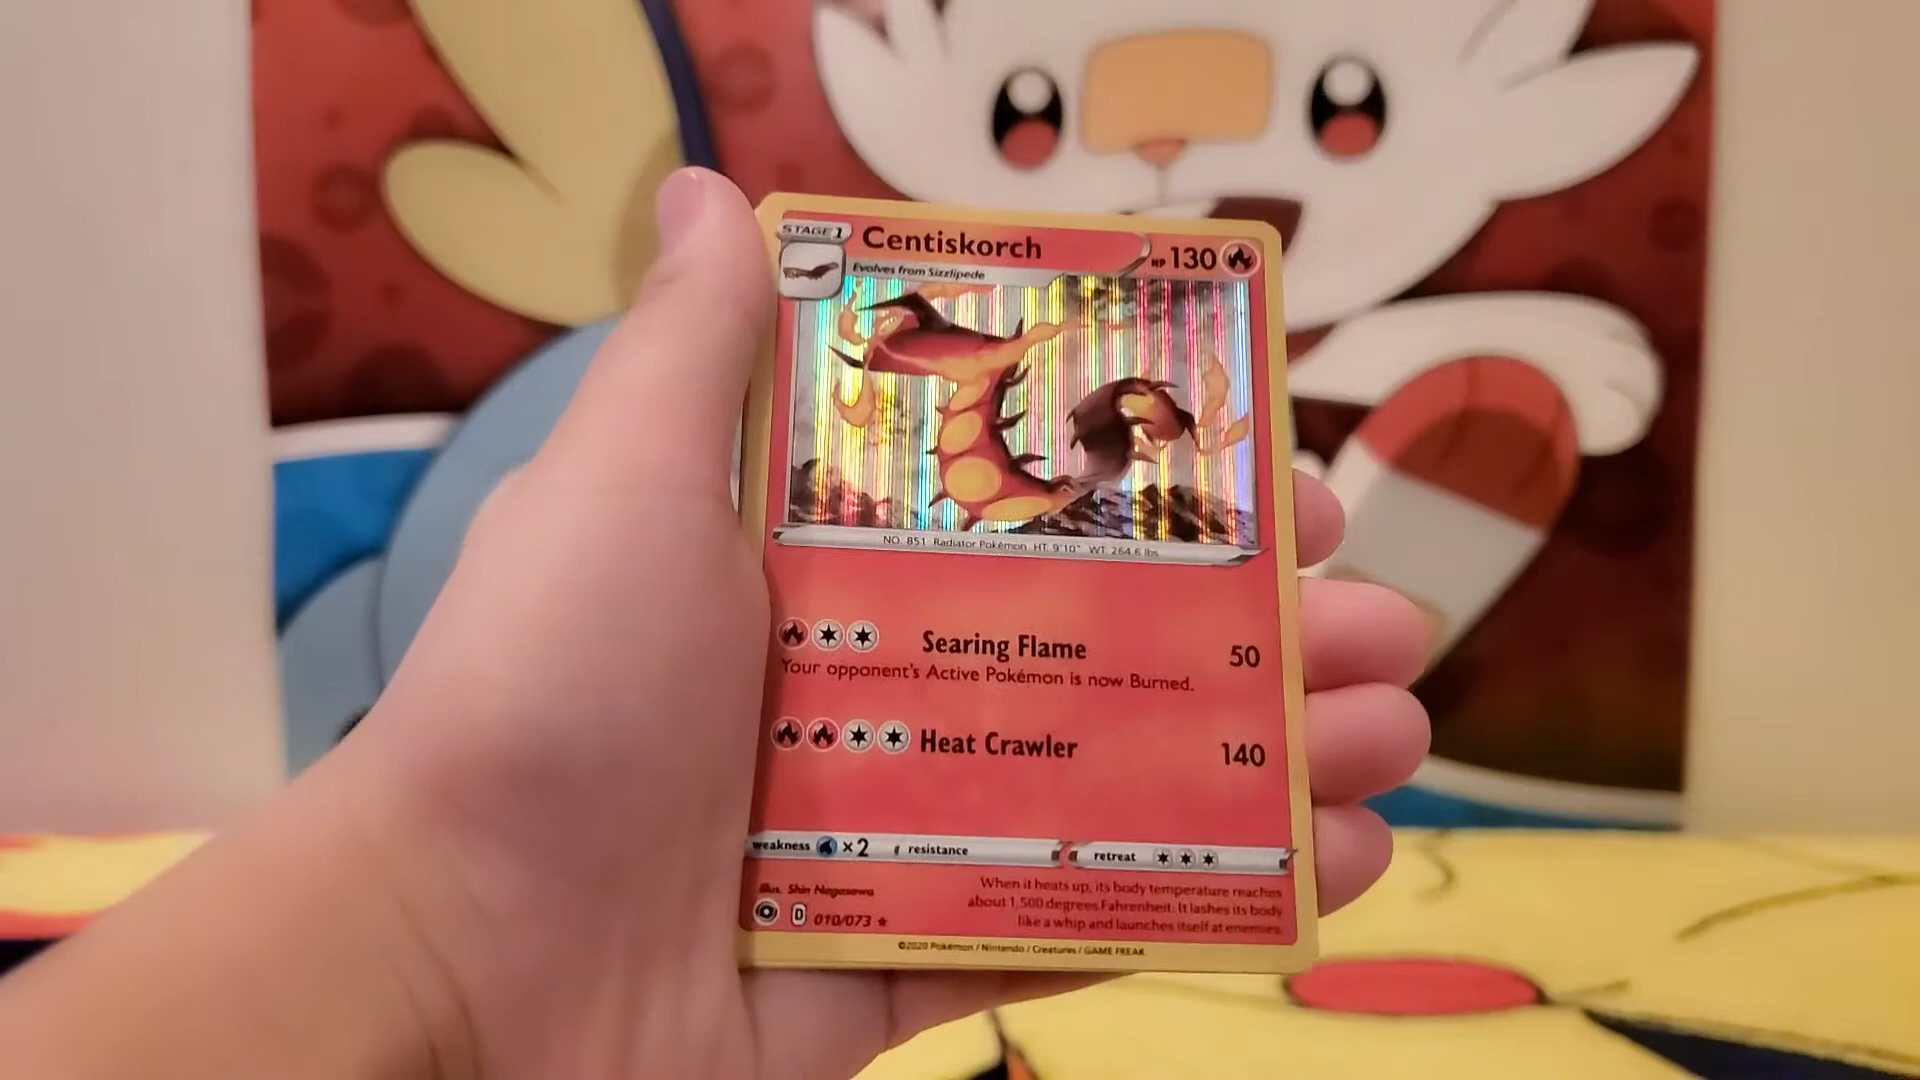 STAGE 1 Centiskorch HP 130
Evolves from Sizzlipede
NO. 851 Radiator Pokémon HT: 9'10" WT: 264.6 lbs
Searing Flame 50
Your opponent's Active Pokémon is now Burned.
Heat Crawler 140
weakness ×2 resistance retreat
illus. Shin Nagasawa
When it heats up, its body temperature reaches
about 1,500 degrees Fahrenheit. It lashes its body
like a whip and launches itself at enemies.
D 010/073 ★
©2020 Pokémon / Nintendo / Creatures / GAME FREAK